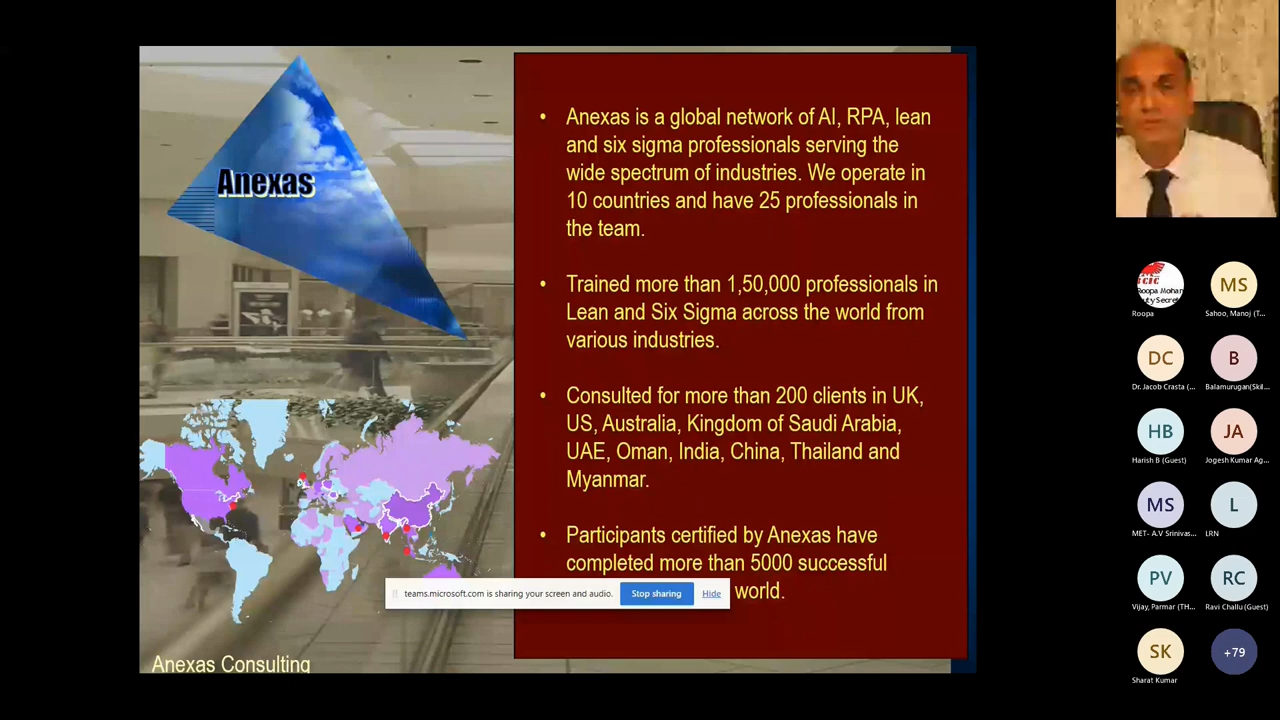 Anexas
• Anexas is a global network of AI, RPA, lean
and six sigma professionals serving the
wide spectrum of industries. We operate in
10 countries and have 25 professionals in
the team.
• Trained more than 1,50,000 professionals in
Lean and Six Sigma across the world from
various industries.
• Consulted for more than 200 clients in UK,
US, Australia, Kingdom of Saudi Arabia,
UAE, Oman, India, China, Thailand and
Myanmar.
• Participants certified by Anexas have
completed more than 5000 successful
world.
teams.microsoft.com is sharing your screen and audio.
Stop sharing
Hide
Anexas Consulting
Roopa Mohan
Roopa
MS
Sahoo, Manoj (T...
DC
Dr. Jacob Crasta (...
B
Balamurugan(Skil...
HB
Harish B (Guest)
JA
Jogesh Kumar Ag...
MS
MET- A.V Srinivas...
L
LRN
PV
Vijay, Parmar (TH...
RC
Ravi Challu (Guest)
SK
Sharat Kumar
+79